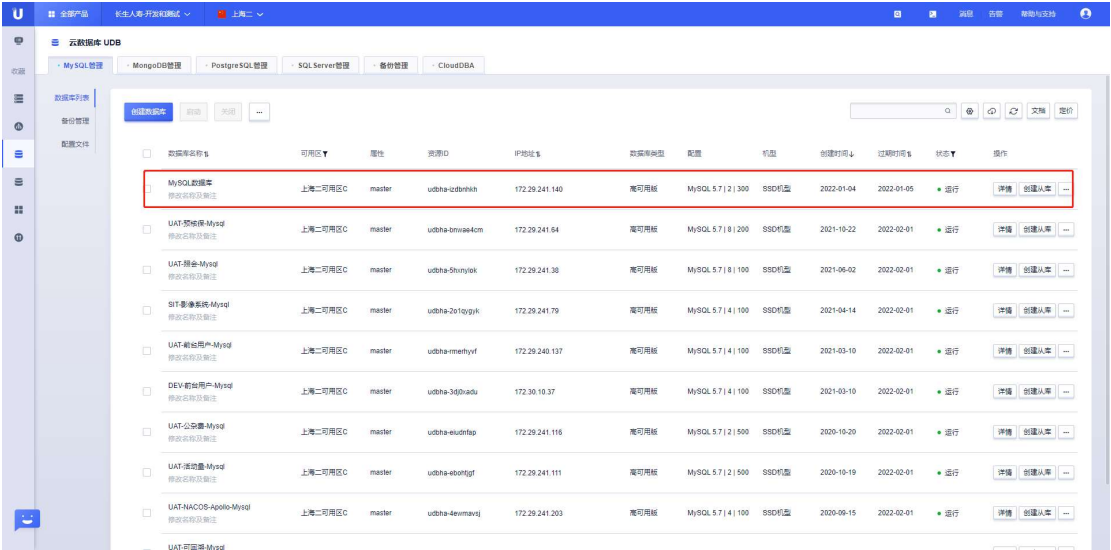 全部产品 长生人寿-开发和测试 上海二 消息 告警 帮助与支持
云数据库 UDB
收藏
MySQL管理 MongoDB管理 PostgreSQL管理 SQLServer管理 备份管理 CloudDBA
数据库列表
备份管理
配置文件
创建数据库 启动 关闭 ... 文档 定价
数据库名称 可用区 属性 资源ID IP地址 数据库类型 配置 机型 创建时间 过期时间 状态 操作
MySQL数据库 上海二可用区C master udbha-izdbnhkh 172.29.241.140 高可用版 MySQL 5.7 | 2 | 300 SSD机型 2022-01-04 2022-01-05 运行 详情 创建从库 ...
修改名称及备注
UAT-预核保-Mysql 上海二可用区C master udbha-bnwae4cm 172.29.241.64 高可用版 MySQL 5.7 | 8 | 200 SSD机型 2021-10-22 2022-02-01 运行 详情 创建从库 ...
修改名称及备注
UAT-照会-Mysql 上海二可用区C master udbha-5hxnyiok 172.29.241.38 高可用版 MySQL 5.7 | 8 | 100 SSD机型 2021-06-02 2022-02-01 运行 详情 创建从库 ...
修改名称及备注
SIT-影像系统-Mysql 上海二可用区C master udbha-2o1qygyk 172.29.241.79 高可用版 MySQL 5.7 | 4 | 100 SSD机型 2021-04-14 2022-02-01 运行 详情 创建从库 ...
修改名称及备注
UAT-前台用户-Mysql 上海二可用区C master udbha-rmerhyvf 172.29.240.137 高可用版 MySQL 5.7 | 4 | 100 SSD机型 2021-03-10 2022-02-01 运行 详情 创建从库 ...
修改名称及备注
DEV-前台用户-Mysql 上海二可用区C master udbha-3dj0xadu 172.30.10.37 高可用版 MySQL 5.7 | 4 | 100 SSD机型 2021-03-10 2022-02-01 运行 详情 创建从库 ...
修改名称及备注
UAT-公杂费-Mysql 上海二可用区C master udbha-eiudnfap 172.29.241.116 高可用版 MySQL 5.7 | 2 | 500 SSD机型 2020-10-20 2022-02-01 运行 详情 创建从库 ...
修改名称及备注
UAT-活动量-Mysql 上海二可用区C master udbha-ebohtjgf 172.29.241.111 高可用版 MySQL 5.7 | 2 | 500 SSD机型 2020-10-19 2022-02-01 运行 详情 创建从库 ...
修改名称及备注
UAT-NACOS-Apollo-Mysql 上海二可用区C master udbha-4ewmavsj 172.29.241.203 高可用版 MySQL 5.7 | 4 | 100 SSD机型 2020-09-15 2022-02-01 运行 详情 创建从库 ...
修改名称及备注
UAT-可回溯-Mysql